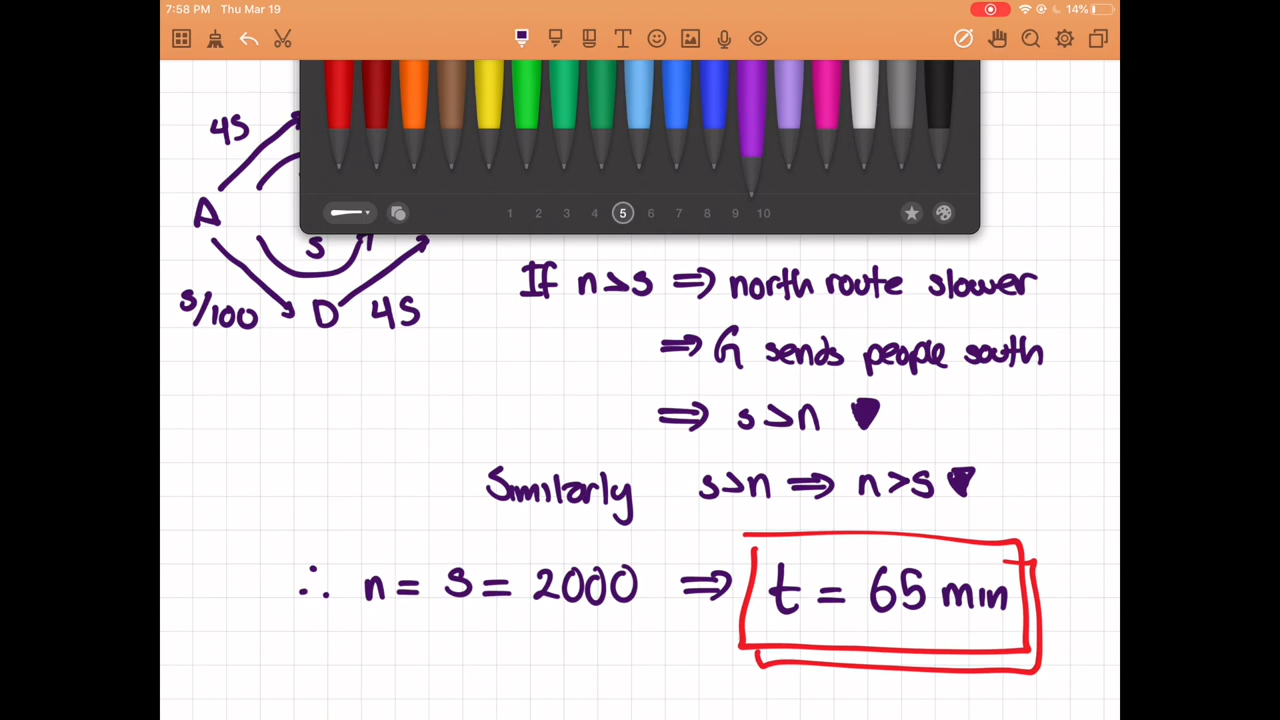 7:58 PM Thu Mar 19
14%
1 2 3 4 5 6 7 8 9 10
4S
A
S
s/100
D
4S
If n>s ⇒ north route slower
⇒ G sends people south
⇒ s>n
Similarly s>n ⇒ n>s
∴ n = s = 2000 ⇒ t = 65 min